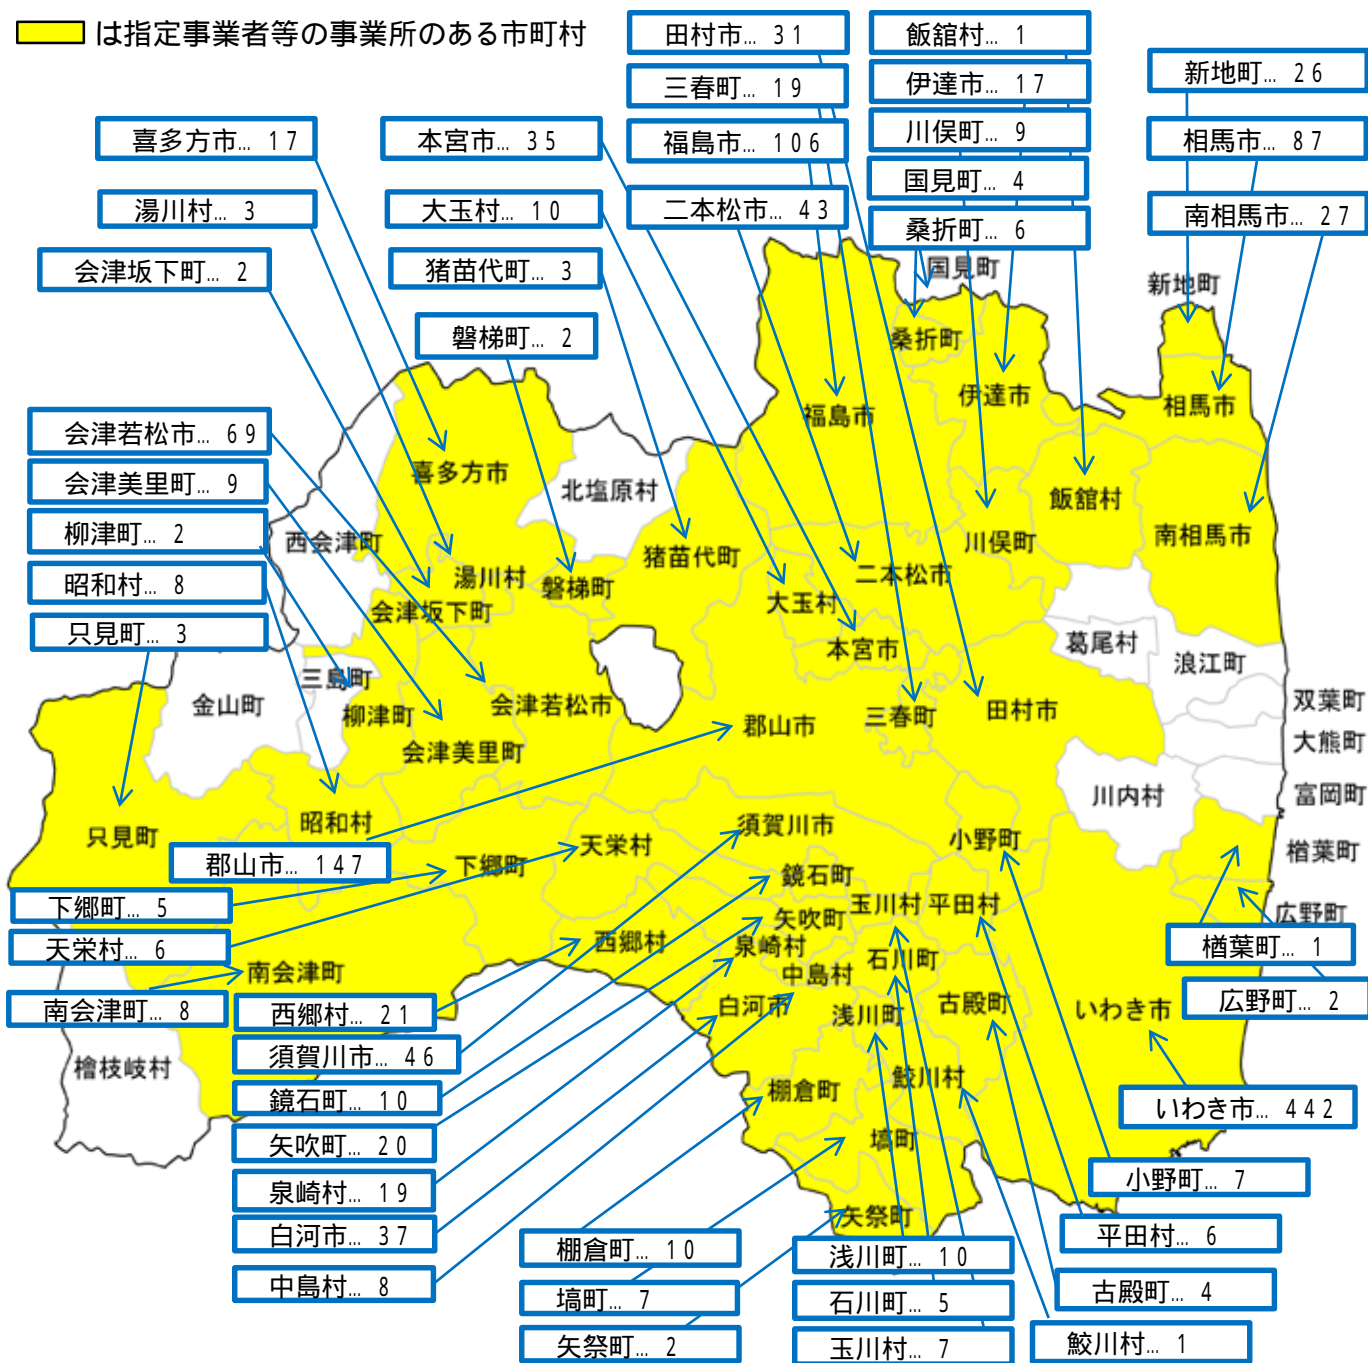 は指定事業者等の事業所のある市町村
田村市… 31
三春町… 19
福島市… 106
二本松市… 43
飯舘村… 1
伊達市… 17
川俣町… 9
国見町… 4
桑折町… 6
新地町… 26
相馬市… 87
南相馬市… 27
喜多方市… 17
湯川村… 3
会津坂下町… 2
本宮市… 35
大玉村… 10
猪苗代町… 3
磐梯町… 2
会津若松市… 69
会津美里町… 9
柳津町… 2
昭和村… 8
只見町… 3
国見町
新地町
桑折町
伊達市
相馬市
福島市
喜多方市
北塩原村
飯舘村
西会津町
川俣町
南相馬市
猪苗代町
湯川村
磐梯町
二本松市
会津坂下町
大玉村
本宮市
葛尾村
浪江町
三島町
金山町
柳津町
会津若松市
会津美里町
郡山市
三春町
田村市
双葉町
大熊町
富岡町
川内村
楢葉町
広野町
只見町
昭和村
下郷町
天栄村
須賀川市
小野町
鏡石町
矢吹町
玉川村
平田村
西郷村
泉崎村
中島村
石川町
白河市
浅川町
古殿町
いわき市
南会津町
檜枝岐村
棚倉町
鮫川村
塙町
矢祭町
郡山市… 147
下郷町… 5
天栄村… 6
南会津町… 8
西郷村… 21
須賀川市… 46
鏡石町… 10
矢吹町… 20
泉崎村… 19
白河市… 37
中島村… 8
棚倉町… 10
塙町… 7
矢祭町… 2
浅川町… 10
石川町… 5
玉川村… 7
楢葉町… 1
広野町… 2
いわき市… 442
小野町… 7
平田村… 6
古殿町… 4
鮫川村… 1